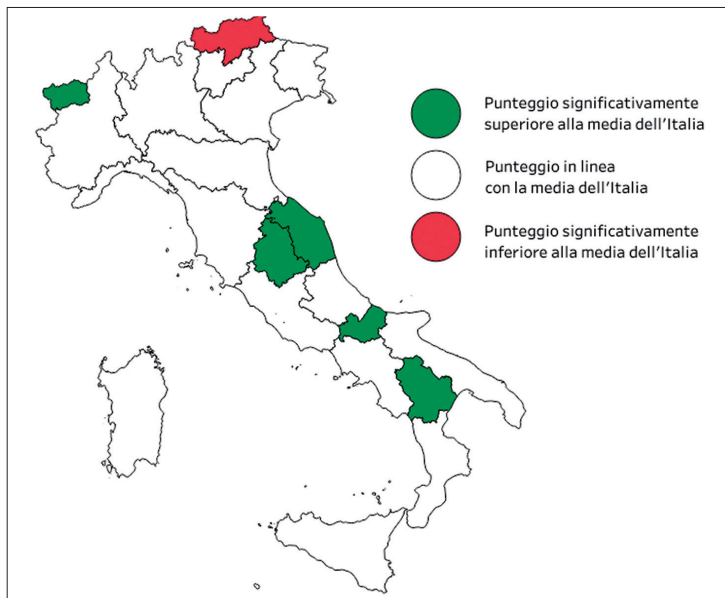 Punteggio significativamente
superiore alla media dell'Italia
Punteggio in linea
con la media dell'Italia
Punteggio significativamente
inferiore alla media dell'Italia